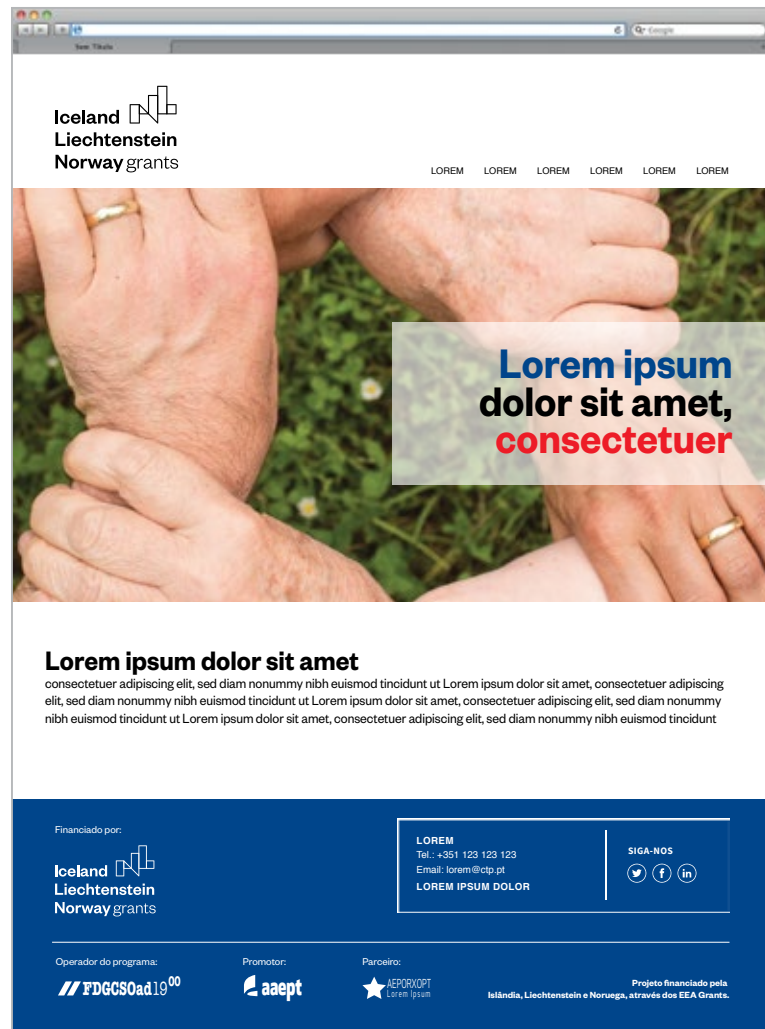 Sem Título
Google
Iceland
Liechtenstein
Norway grants
LOREM LOREM LOREM LOREM LOREM LOREM
Lorem ipsum
dolor sit amet,
consectetuer
Lorem ipsum dolor sit amet
consectetuer adipiscing elit, sed diam nonummy nibh euismod tincidunt ut Lorem ipsum dolor sit amet, consectetuer adipiscing
elit, sed diam nonummy nibh euismod tincidunt ut Lorem ipsum dolor sit amet, consectetuer adipiscing elit, sed diam nonummy
nibh euismod tincidunt ut Lorem ipsum dolor sit amet, consectetuer adipiscing elit, sed diam nonummy nibh euismod tincidunt
Financiado por:
Iceland
Liechtenstein
Norway grants
LOREM
Tel.: +351 123 123 123
Email: lorem@ctp.pt
LOREM IPSUM DOLOR
SIGA-NOS
Operador do programa:
FDGCSOad1900
Promotor:
aaept
Parceiro:
AEPORXOPT
Lorem Ipsum
Projeto financiado pela
Islândia, Liechtenstein e Noruega, através dos EEA Grants.